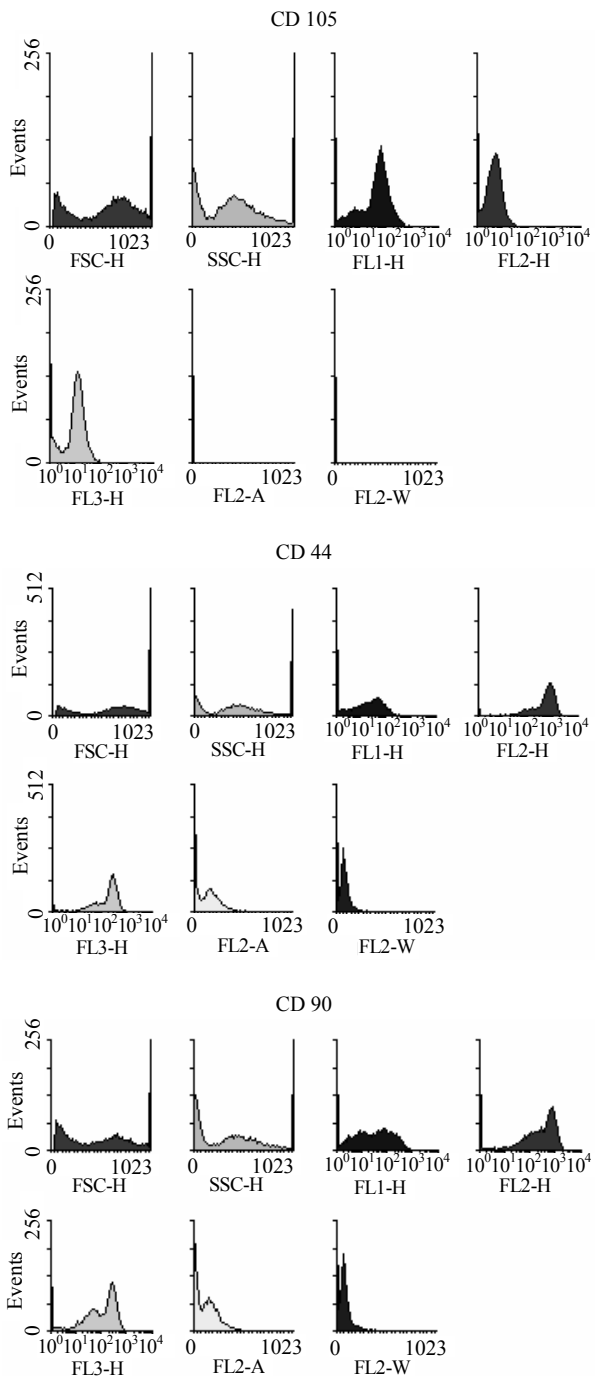 CD 105
256
Events
0
0 1023
FSC-H
0 1023
SSC-H
10⁰10¹10²10³10⁴
FL1-H
10⁰10¹10²10³10⁴
FL2-H
256
Events
0
10⁰10¹10²10³10⁴
FL3-H
0 1023
FL2-A
0 1023
FL2-W
CD 44
512
Events
0
0 1023
FSC-H
0 1023
SSC-H
10⁰10¹10²10³10⁴
FL1-H
10⁰10¹10²10³10⁴
FL2-H
512
Events
0
10⁰10¹10²10³10⁴
FL3-H
0 1023
FL2-A
0 1023
FL2-W
CD 90
256
Events
0
0 1023
FSC-H
0 1023
SSC-H
10⁰10¹10²10³10⁴
FL1-H
10⁰10¹10²10³10⁴
FL2-H
256
Events
0
10⁰10¹10²10³10⁴
FL3-H
0 1023
FL2-A
0 1023
FL2-W